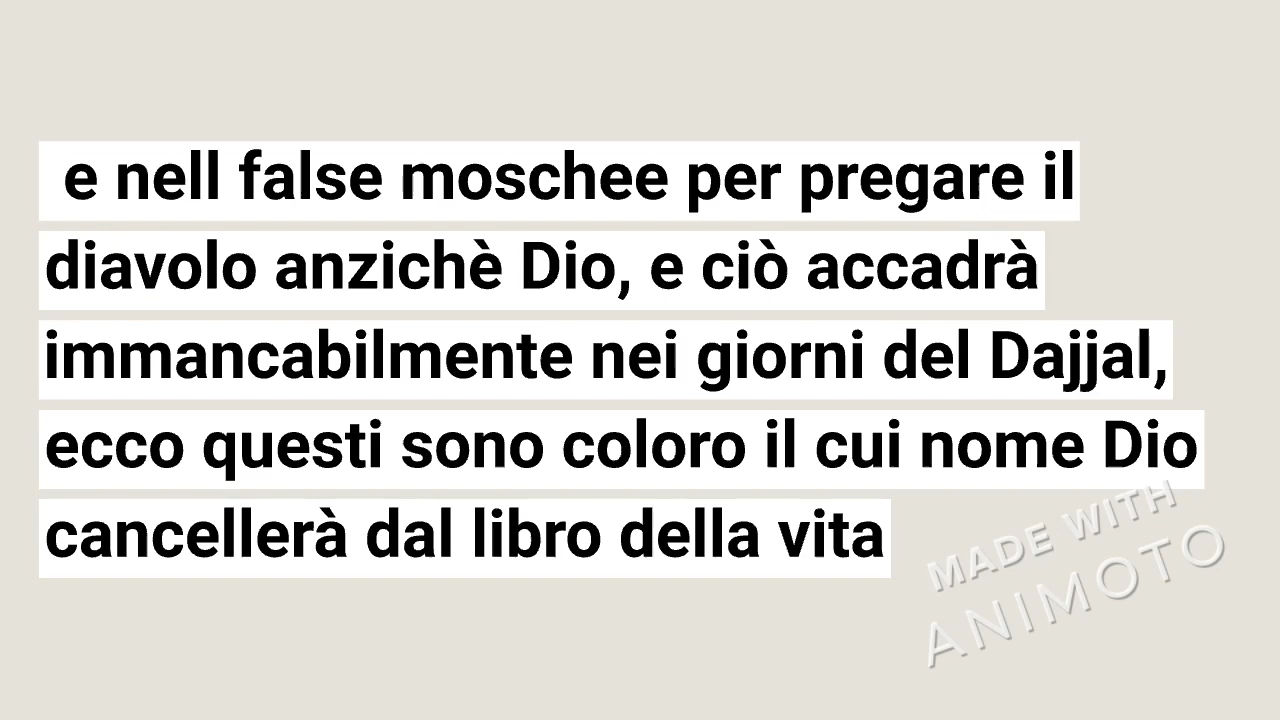 e nell false moschee per pregare il
diavolo anzichè Dio, e ciò accadrà
immancabilmente nei giorni del Dajjal,
ecco questi sono coloro il cui nome Dio
cancellerà dal libro della vita
MADE WITH
ANIMOTO